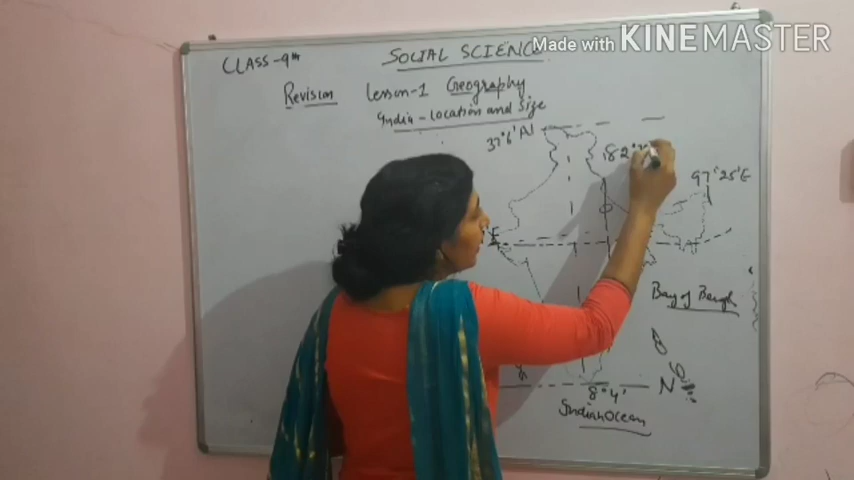 CLASS-9th
SOCIAL SCIENCE
Made with KINEMASTER
Revision Lesson-1 Geography
India - Location and Size
37°6' N
82°
97°25'E
Bay of Bengal
8°4'
N
Indian Ocean